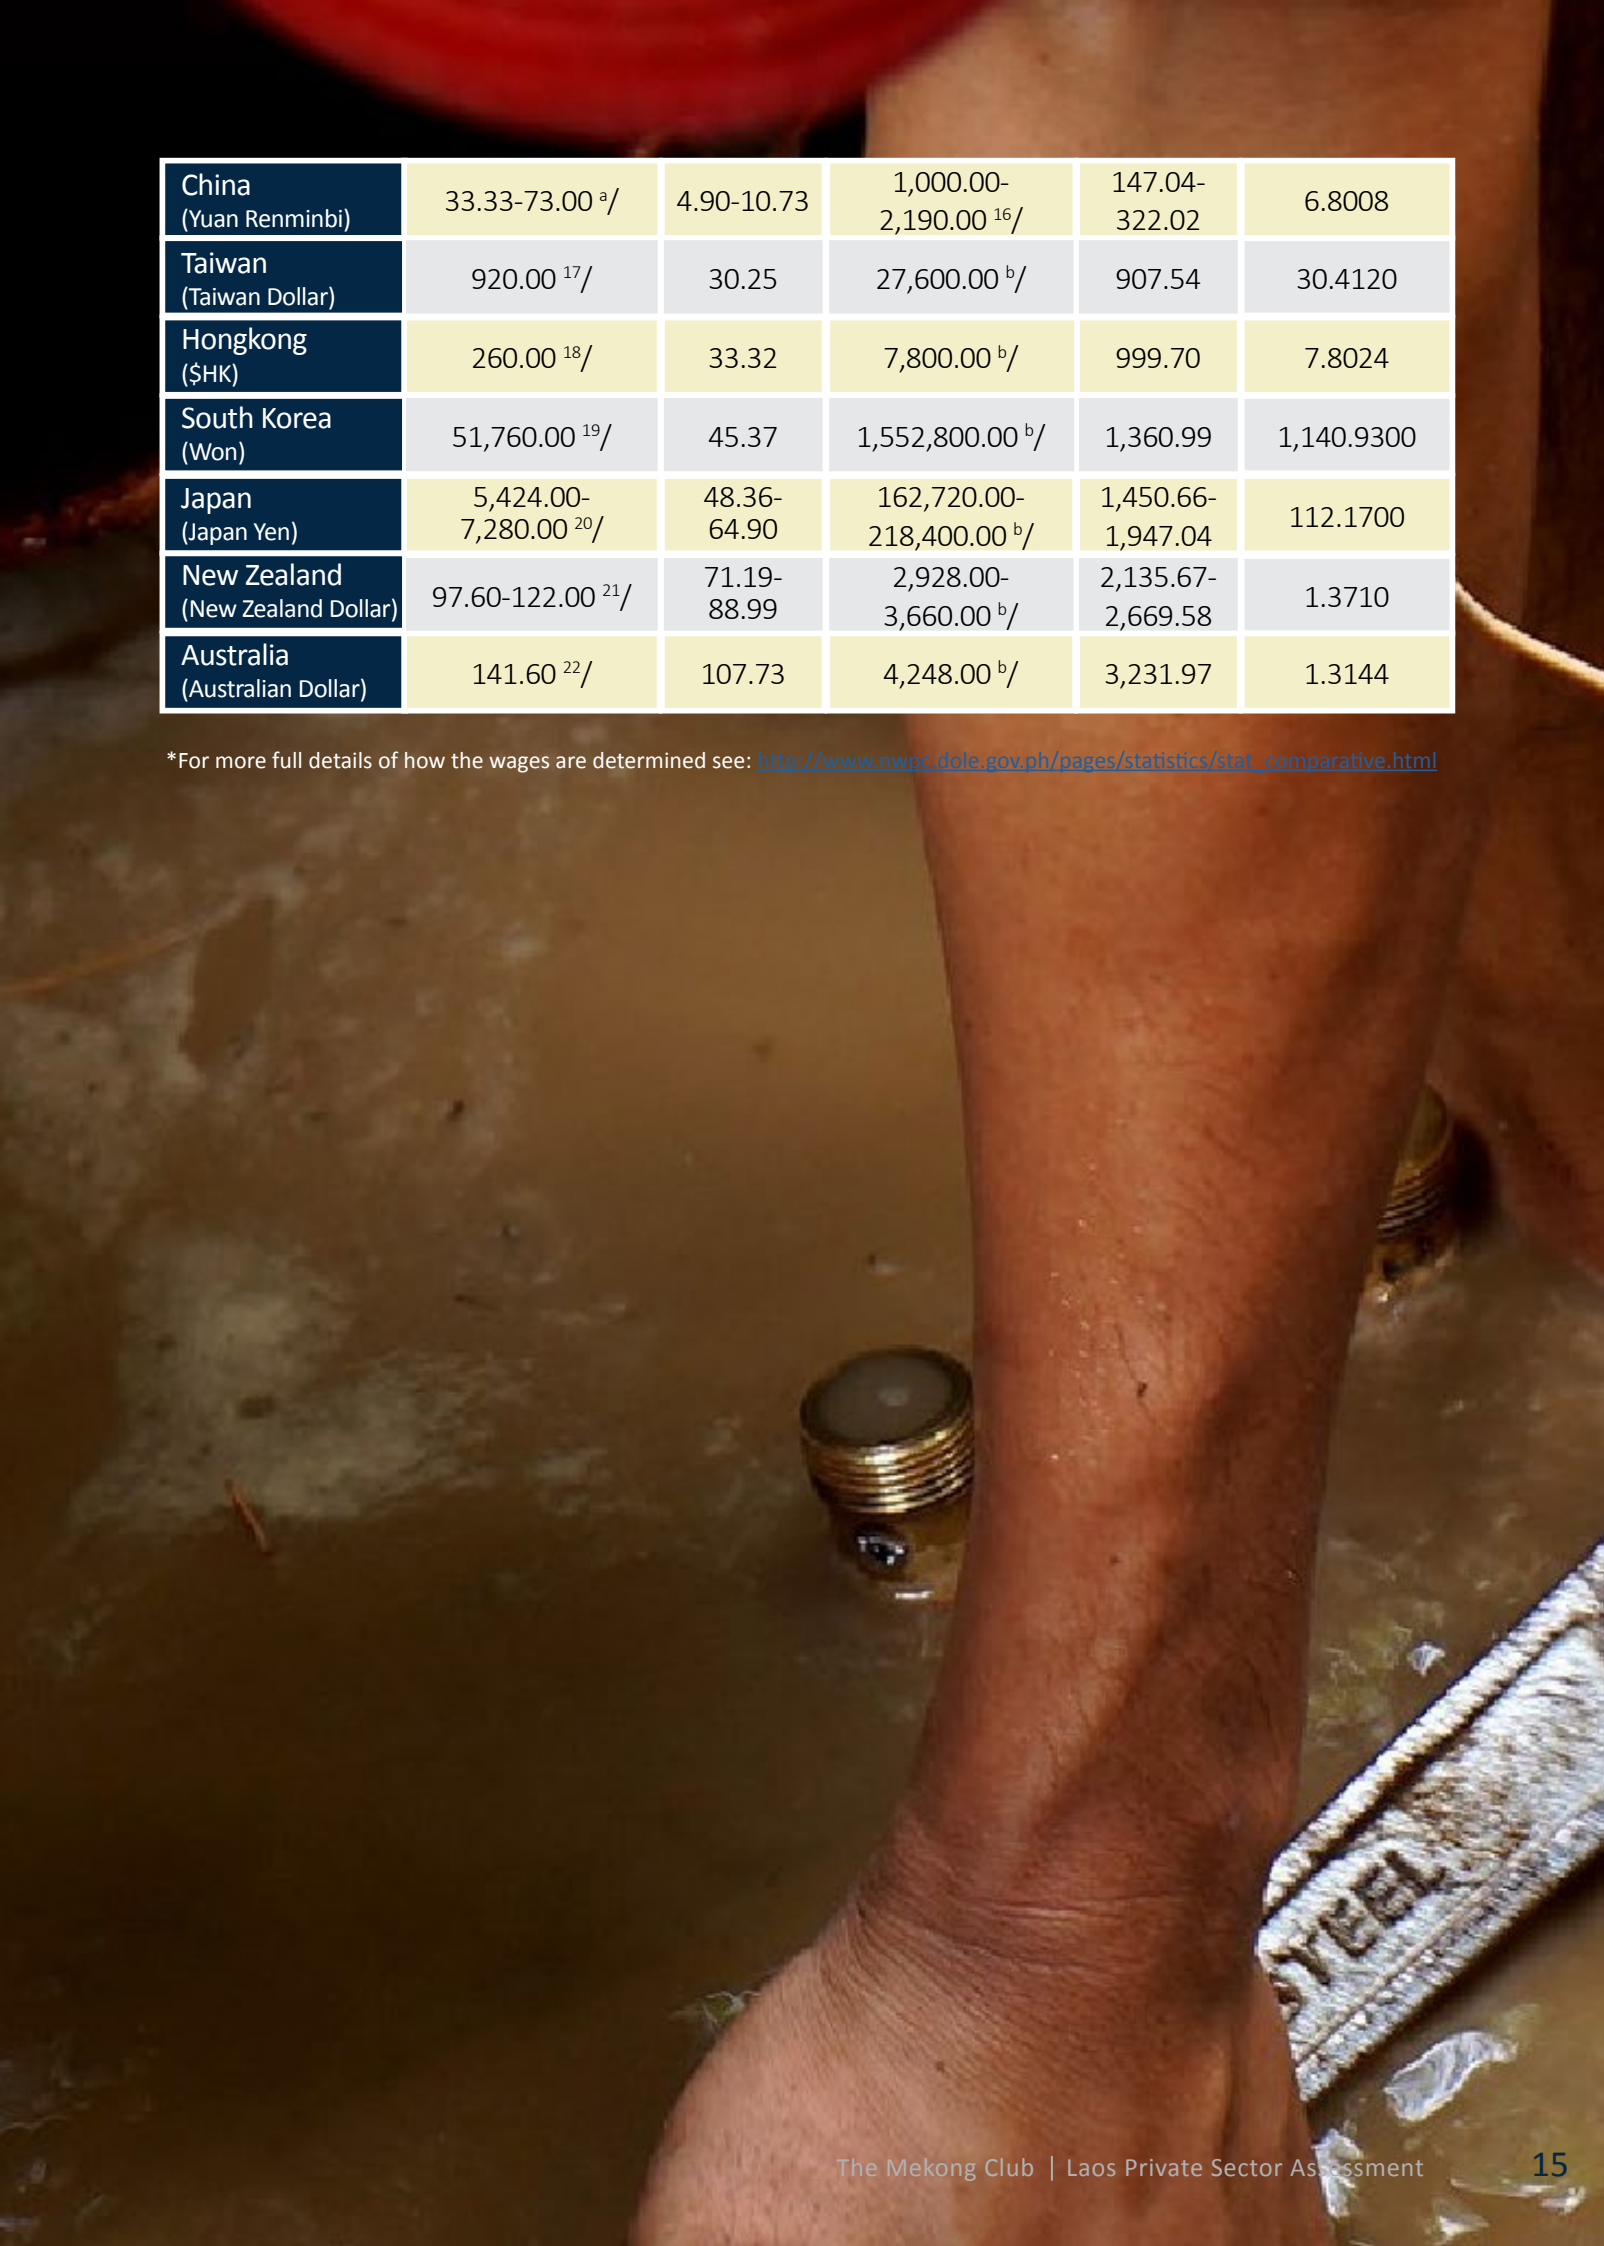 China
(Yuan Renminbi)
33.33-73.00 a/
4.90-10.73
1,000.00-
2,190.00 16/
147.04-
322.02
6.8008
Taiwan
(Taiwan Dollar)
920.00 17/
30.25
27,600.00 b/
907.54
30.4120
Hongkong
($HK)
260.00 18/
33.32
7,800.00 b/
999.70
7.8024
South Korea
(Won)
51,760.00 19/
45.37
1,552,800.00 b/
1,360.99
1,140.9300
Japan
(Japan Yen)
5,424.00-
7,280.00 20/
48.36-
64.90
162,720.00-
218,400.00 b/
1,450.66-
1,947.04
112.1700
New Zealand
(New Zealand Dollar)
97.60-122.00 21/
71.19-
88.99
2,928.00-
3,660.00 b/
2,135.67-
2,669.58
1.3710
Australia
(Australian Dollar)
141.60 22/
107.73
4,248.00 b/
3,231.97
1.3144
*For more full details of how the wages are determined see: http://www.nwpc.dole.gov.ph/pages/statistics/stat_comparative.html
STEEL
The Mekong Club | Laos Private Sector Assessment 15